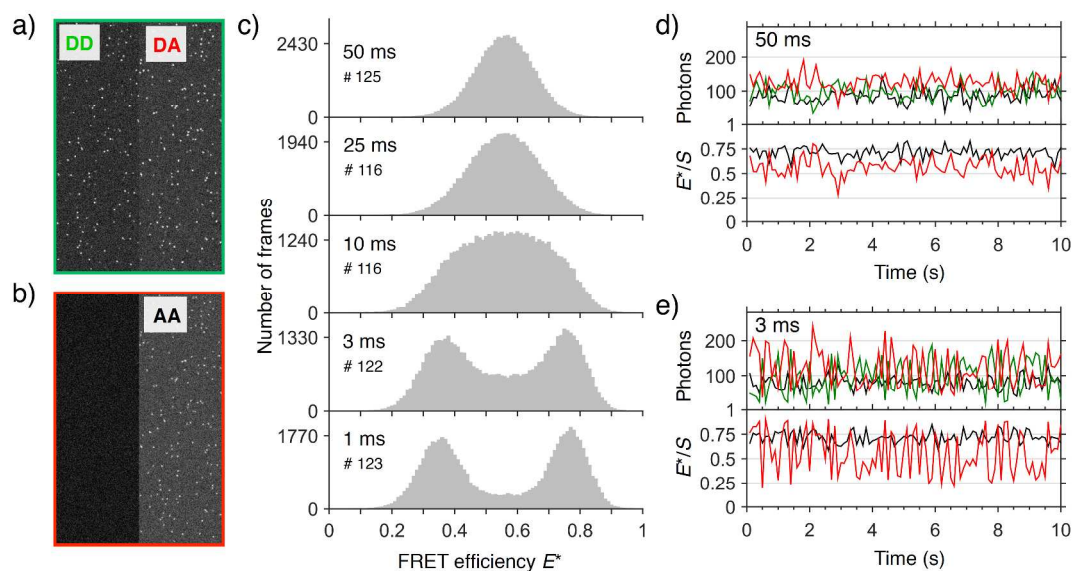 a)
DD
DA
b)
AA
c)
50 ms
# 125
2430
0
25 ms
# 116
1940
0
10 ms
# 116
1240
0
3 ms
# 122
1330
0
1 ms
# 123
1770
0
Number of frames
0 0.2 0.4 0.6 0.8 1
FRET efficiency E*
d)
50 ms
200
100
Photons
1
0.75
0.5
0.25
0
E*/S
0 2 4 6 8 10
Time (s)
e)
3 ms
200
100
Photons
1
0.75
0.5
0.25
0
E*/S
0 2 4 6 8 10
Time (s)